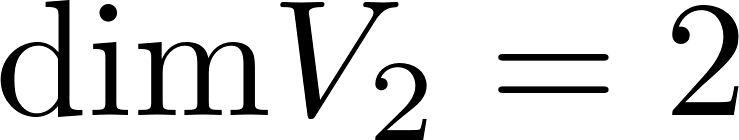 dim V₂ = 2